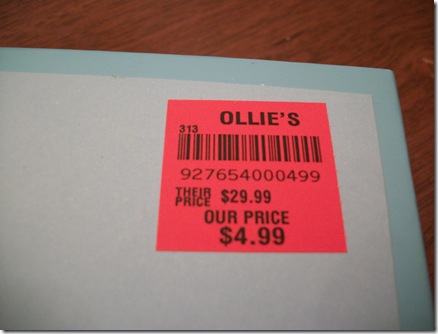 OLLIE'S
313
927654000499
THEIR PRICE $29.99
OUR PRICE
$4.99